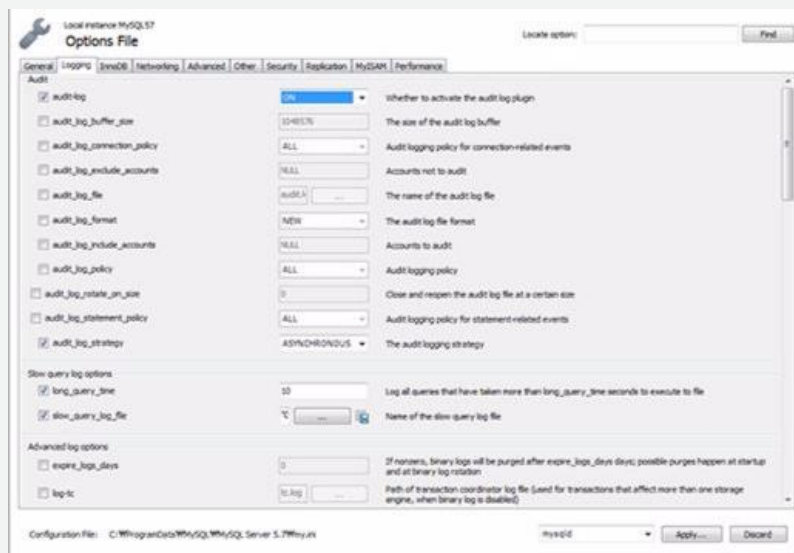 Local instance MySQL57
Options File
Locate option:
Find
General Logging InnoDB Networking Advanced Other Security Replication MyISAM Performance
Audit
audit-log ON Whether to activate the audit log plugin
audit_log_buffer_size 1048576 The size of the audit log buffer
audit_log_connection_policy ALL Audit logging policy for connection-related events
audit_log_exclude_accounts NULL Accounts not to audit
audit_log_file audit.l ... The name of the audit log file
audit_log_format NEW The audit log file format
audit_log_include_accounts NULL Accounts to audit
audit_log_policy ALL Audit logging policy
audit_log_rotate_on_size 0 Close and reopen the audit log file at a certain size
audit_log_statement_policy ALL Audit logging policy for statement-related events
audit_log_strategy ASYNCHRONOUS The audit logging strategy
Slow query log options
long_query_time 10 Log all queries that have taken more than long_query_time seconds to execute to file
slow_query_log_file ... Name of the slow query log file
Advanced log options
expire_logs_days 0 If nonzero, binary logs will be purged after expire_logs_days days; possible purges happen at startup
and at binary log rotation
log-tc tc.log ... Path of transaction coordinator log file (used for transactions that affect more than one storage
engine, when binary log is disabled)
Configuration File: C:₩ProgramData₩MySQL₩MySQL Server 5.7₩my.ini
mysqld Apply... Discard